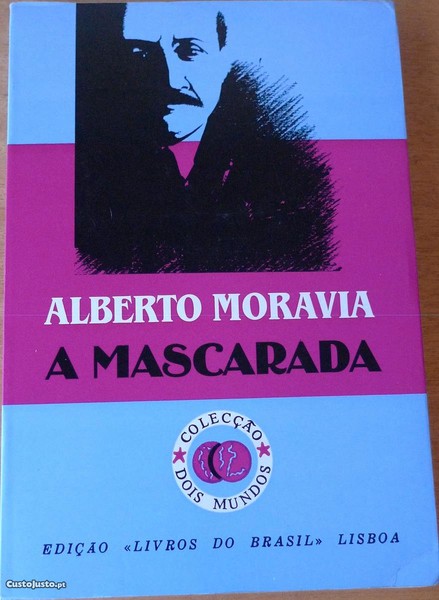 ALBERTO MORAVIA
A MASCARADA
COLECÇÃO
DOIS MUNDOS
EDIÇÃO «LIVROS DO BRASIL» LISBOA
CustoJusto.pt